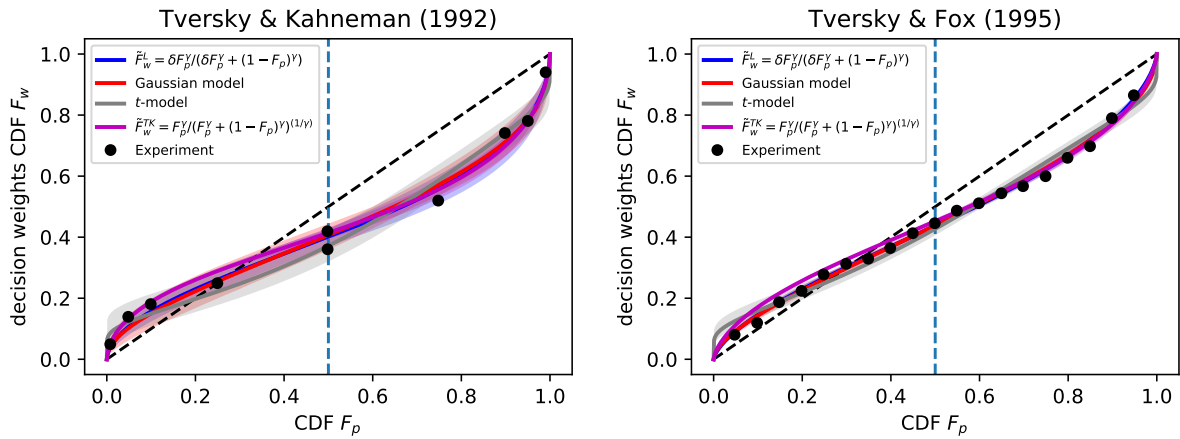 Tversky & Kahneman (1992)
decision weights CDF F_w
1.0
0.8
0.6
0.4
0.2
0.0
F̃_w^L = δF_p^γ/(δF_p^γ + (1 − F_p)^γ)
Gaussian model
t-model
F̃_w^{TK} = F_p^γ/(F_p^γ + (1 − F_p)^γ)^{(1/γ)}
Experiment
0.0 0.2 0.4 0.6 0.8 1.0
CDF F_p
Tversky & Fox (1995)
decision weights CDF F_w
1.0
0.8
0.6
0.4
0.2
0.0
F̃_w^L = δF_p^γ/(δF_p^γ + (1 − F_p)^γ)
Gaussian model
t-model
F̃_w^{TK} = F_p^γ/(F_p^γ + (1 − F_p)^γ)^{(1/γ)}
Experiment
0.0 0.2 0.4 0.6 0.8 1.0
CDF F_p